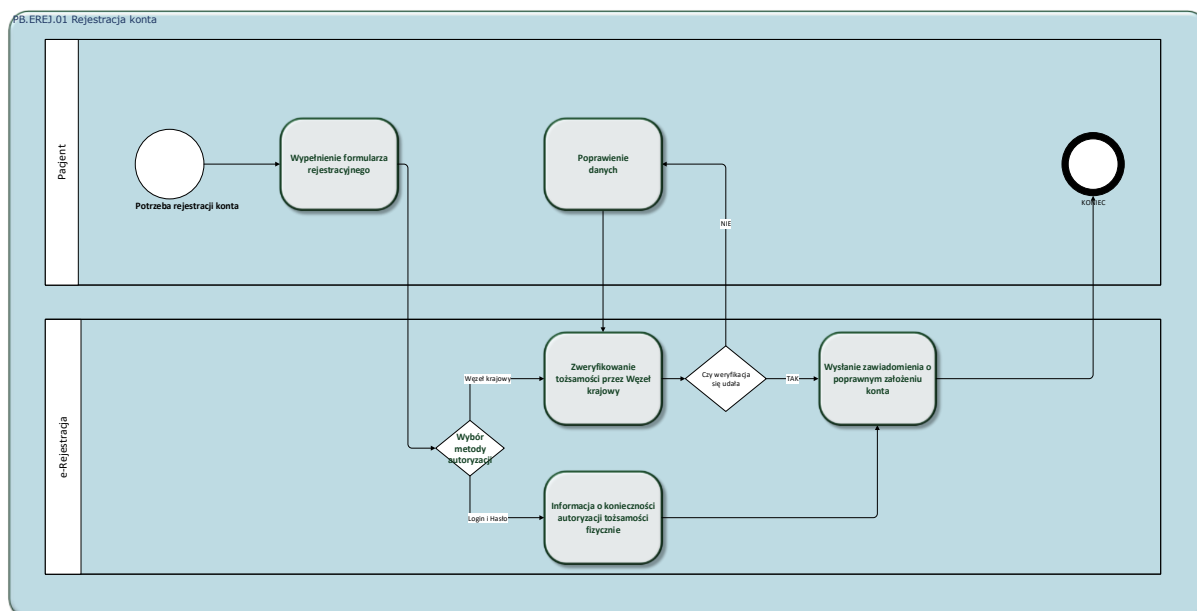 PB.EREJ.01 Rejestracja konta
Pacjent
Potrzeba rejestracji konta
Wypełnienie formularza
rejestracyjnego
Poprawienie
danych
NIE
KONIEC
e-Rejestracja
Wybór
metody
autoryzacji
Węzeł krajowy
Login i Hasło
Zweryfikowanie
tożsamości przez Węzeł
krajowy
Czy weryfikacja
się udała
TAK
Wysłanie zawiadomienia o
poprawnym założeniu
konta
Informacja o konieczności
autoryzacji tożsamości
fizycznie